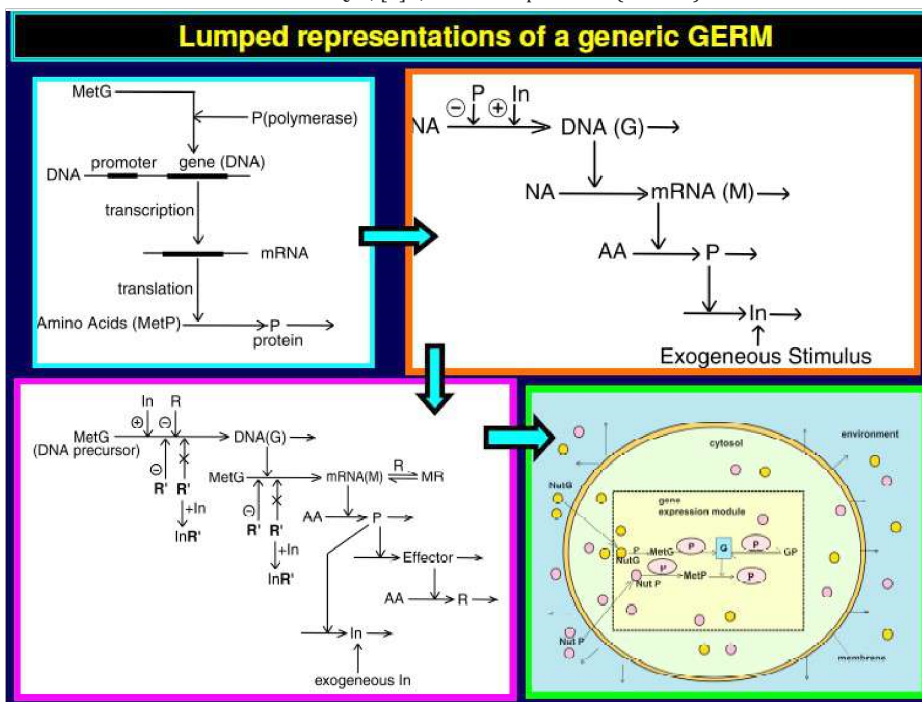 Lumped representations of a generic GERM
MetG
P(polymerase)
promoter gene (DNA)
DNA
transcription
mRNA
translation
Amino Acids (MetP) P
protein
⊖ P ⊕ In
NA DNA (G)
NA mRNA (M)
AA P
In
Exogeneous Stimulus
In R
⊕ ⊖
MetG DNA(G)
(DNA precursor)
⊖
R' R' MetG mRNA(M) R MR
+In
InR'
⊖
AA P
R' R'
+In
InR'
Effector
AA R
In
exogeneous In
cytosol
environment
NutG
gene
expression module
P MetG P G P GP
NutG
P
Nut P MetP P
Nut P
membrane